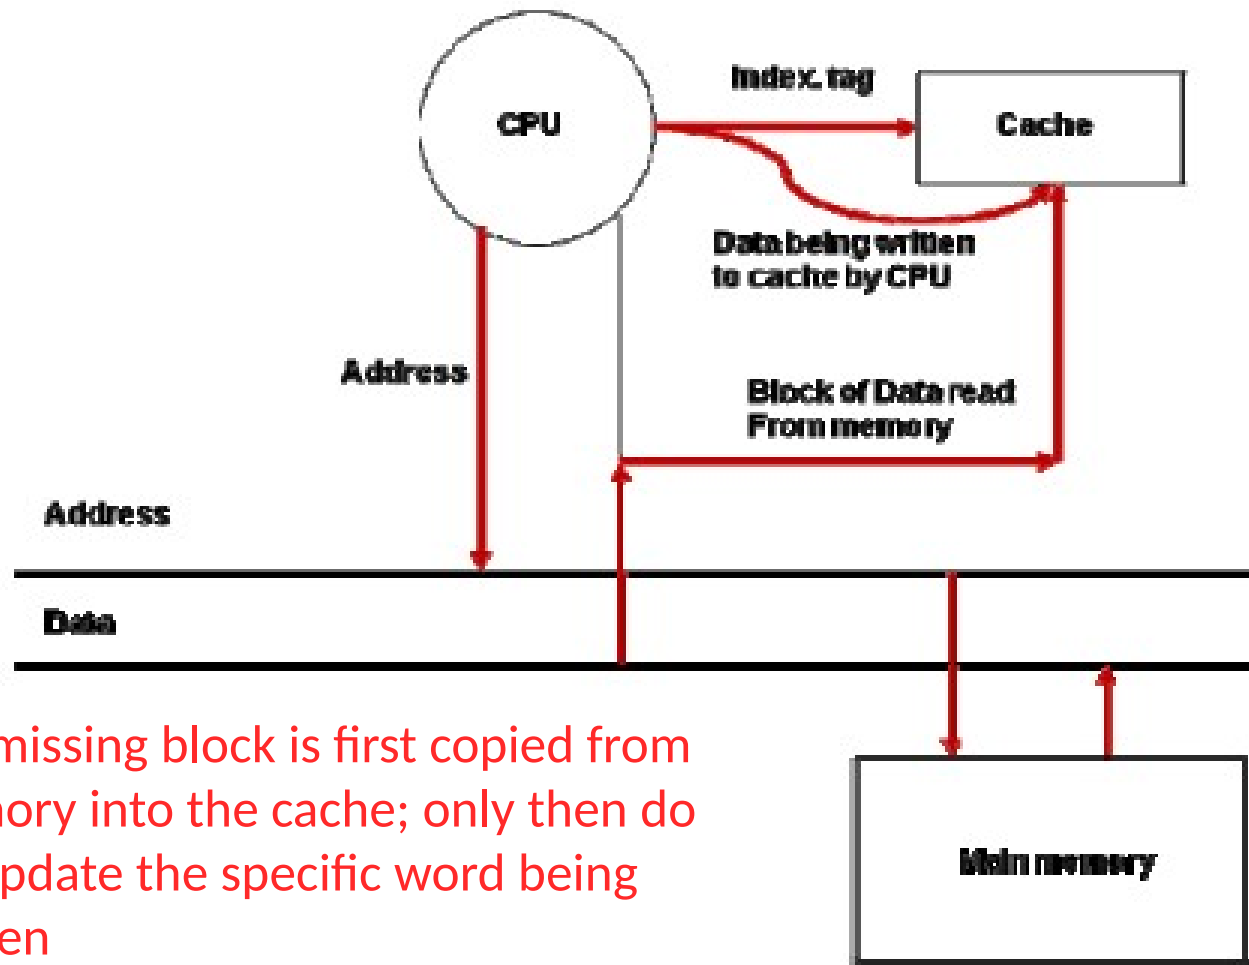 Index, tag
CPU
Cache
Data being written
to cache by CPU
Address
Block of Data read
From memory
Address
Data
missing block is first copied from
ory into the cache; only then do
pdate the specific word being
en
Main memory